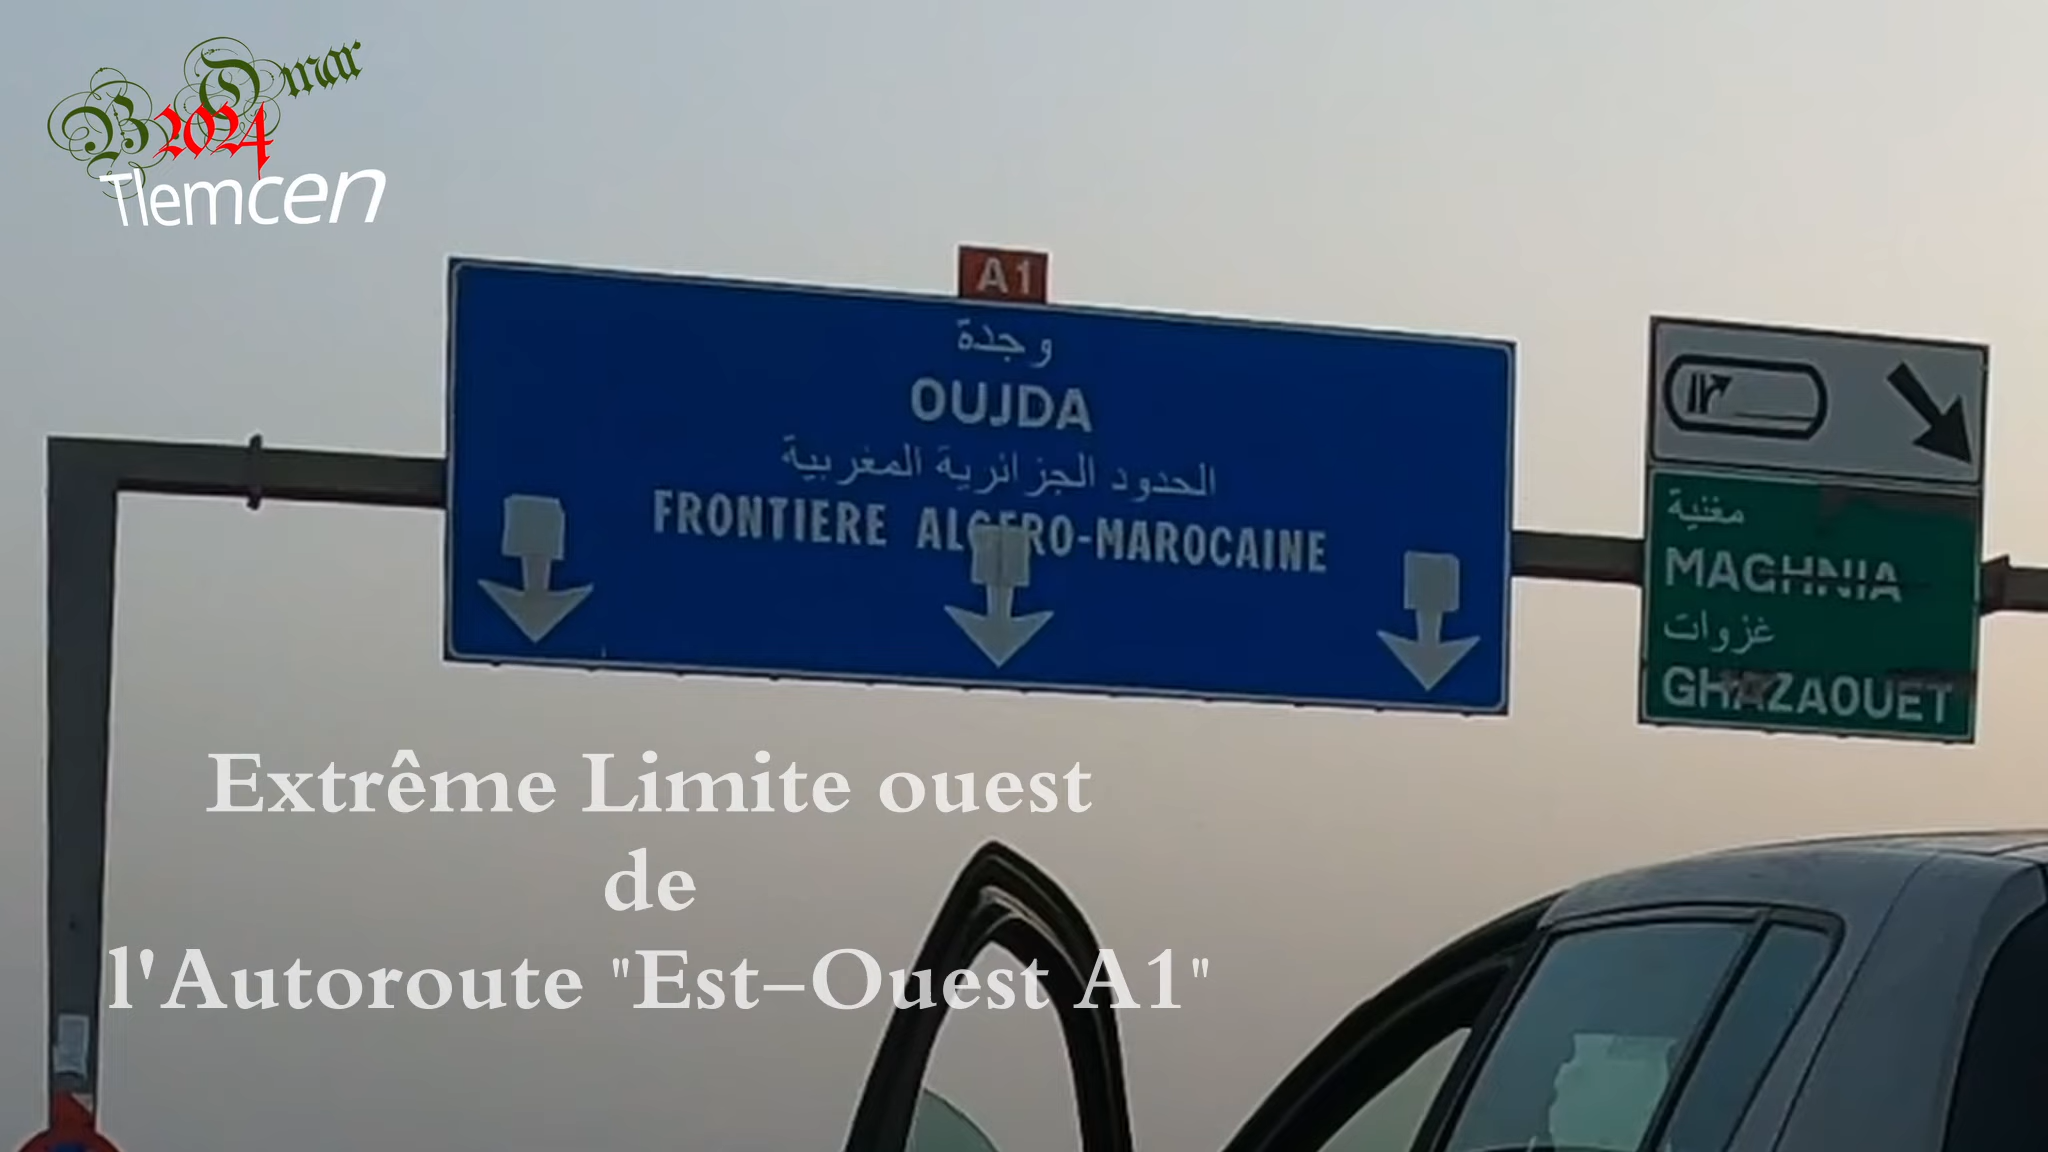 B Omar
2024
Tlemcen
A1
وجدة
OUJDA
الحدود الجزائرية المغربية
FRONTIERE ALGERO-MAROCAINE
مغنية
MAGHNIA
غزوات
GHAZAOUET
Extrême Limite ouest
de
l'Autoroute "Est-Ouest A1"